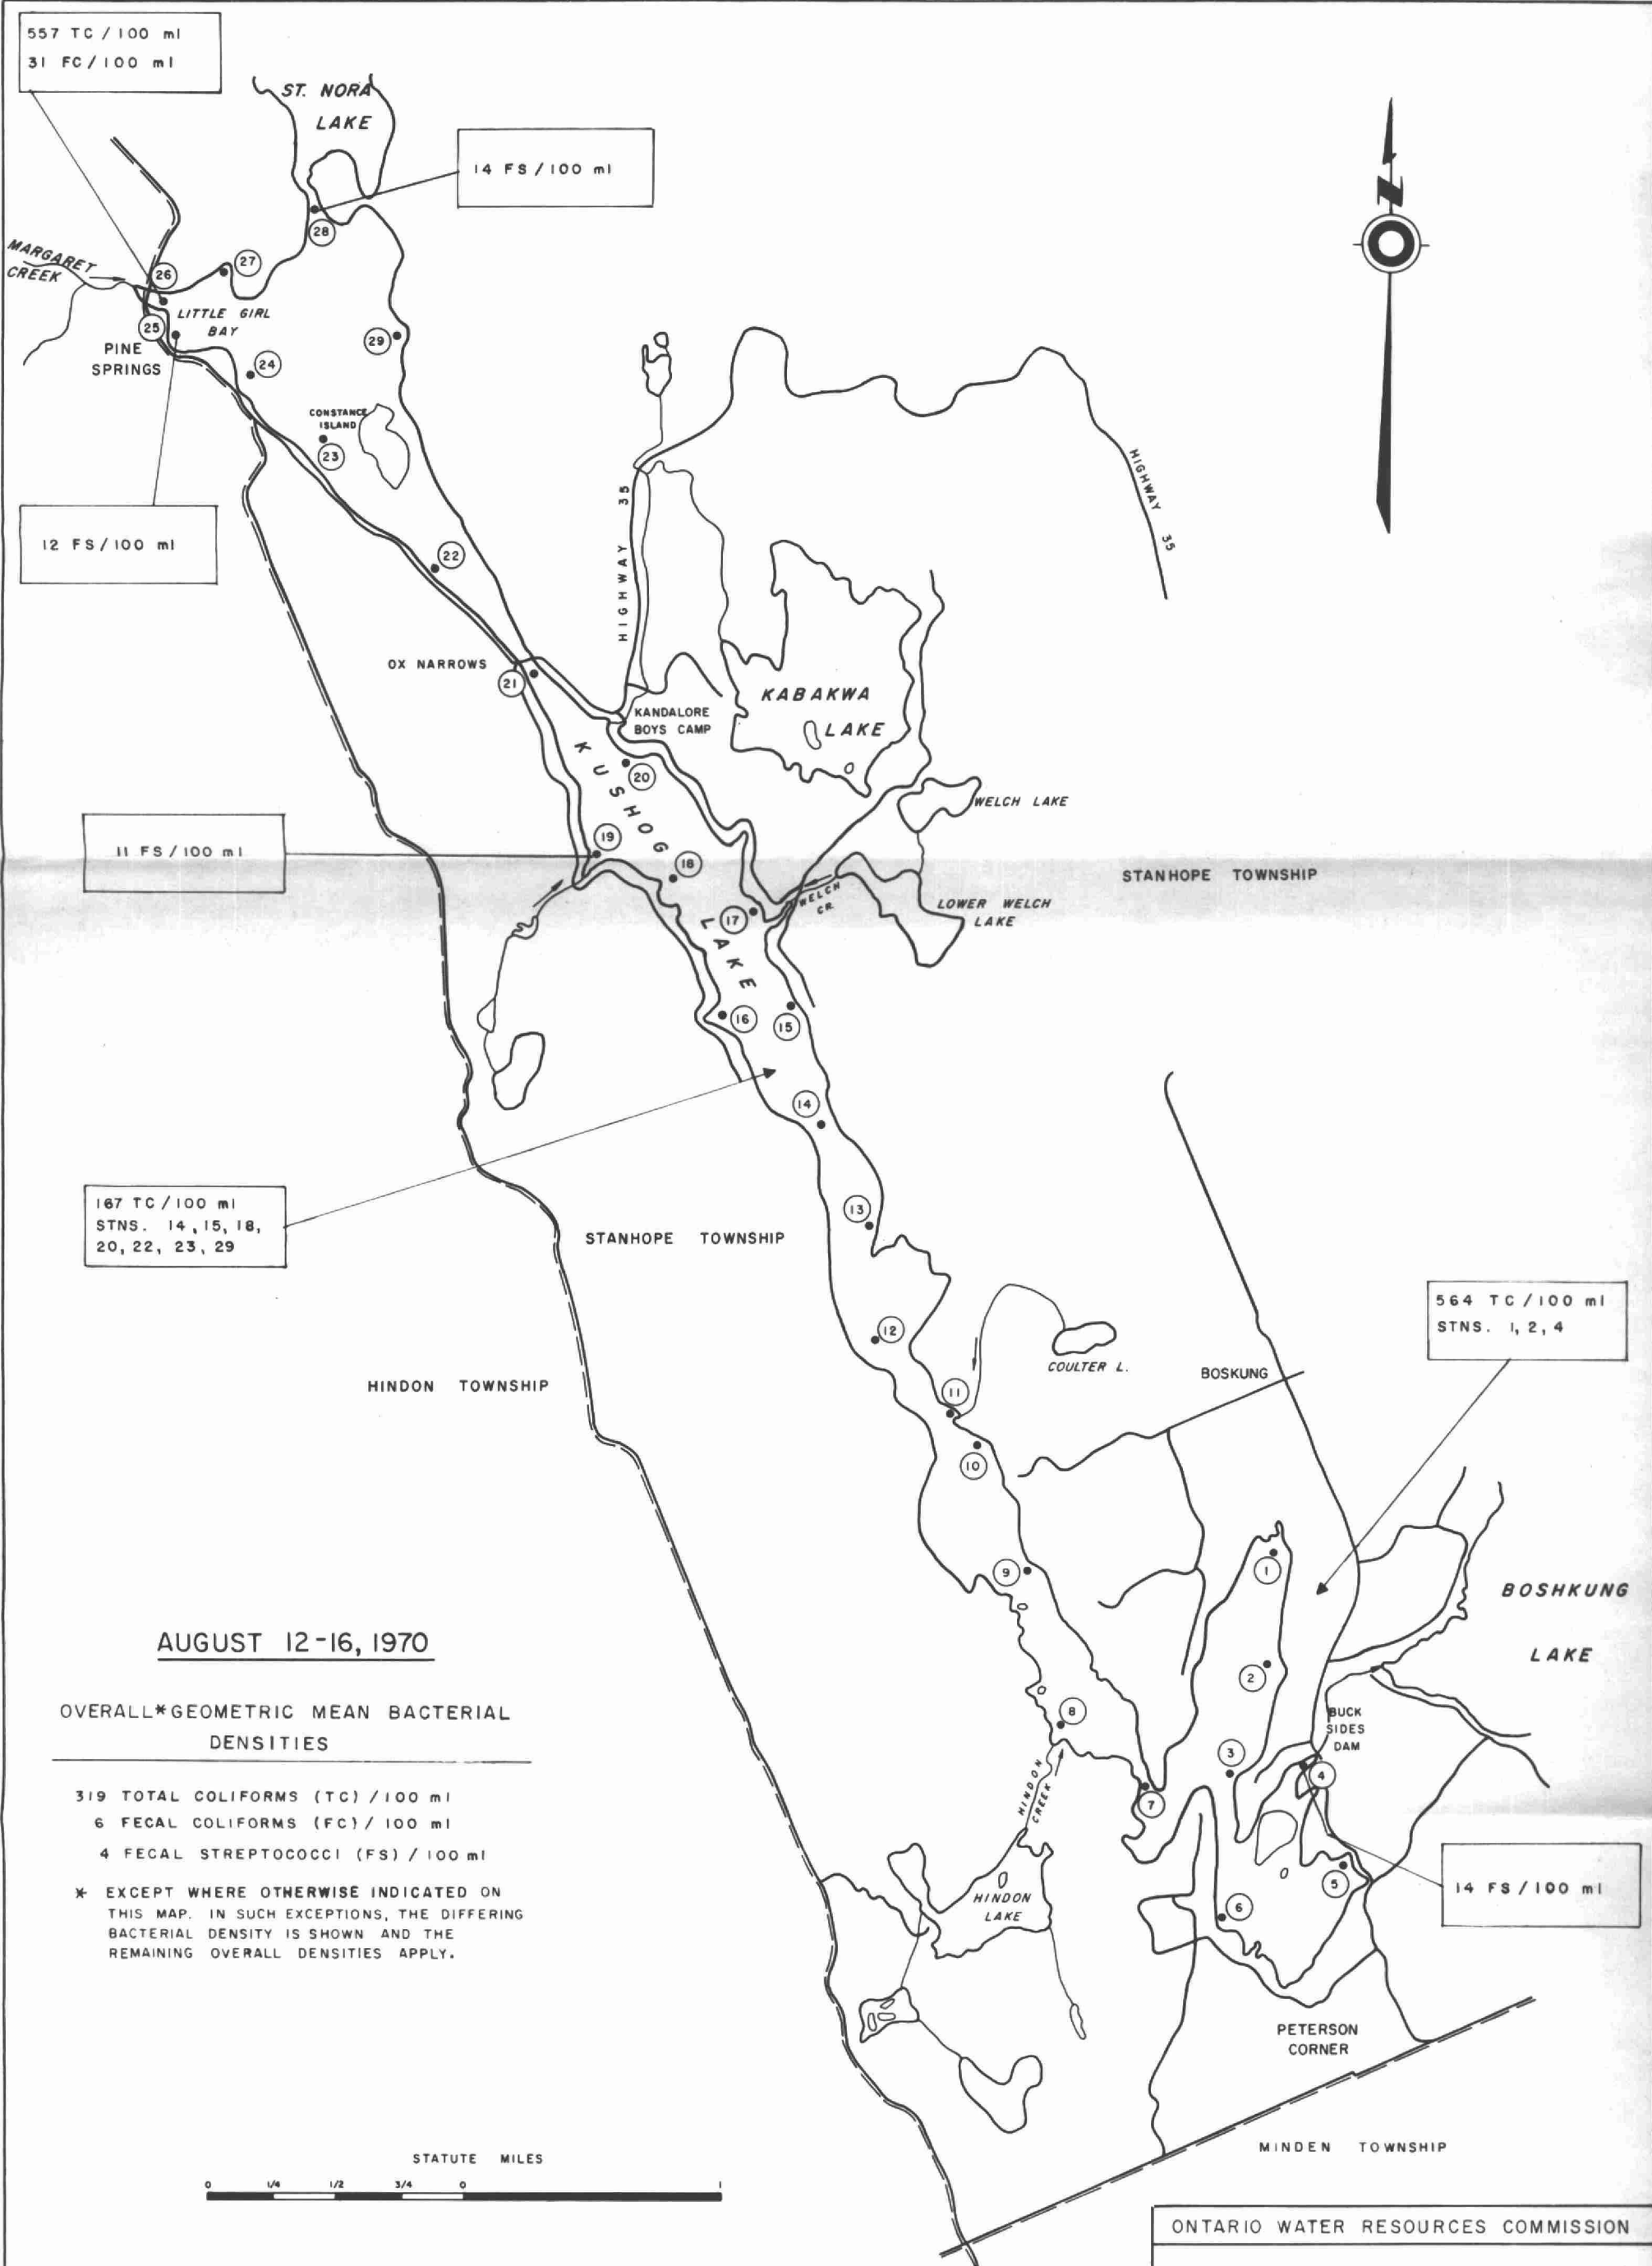 557 TC / 100 ml
31 FC / 100 ml
ST. NORA
LAKE
14 FS / 100 ml
N
28
MARGARET
CREEK
27
26
LITTLE GIRL
BAY
25
29
PINE
SPRINGS
24
CONSTANCE
ISLAND
23
HIGHWAY 35
HIGHWAY 35
12 FS / 100 ml
22
OX NARROWS
21
KABAKWA
LAKE
KANDALORE
BOYS CAMP
20
KUSHOG
LAKE
WELCH LAKE
11 FS / 100 ml
19
18
STANHOPE TOWNSHIP
WELCH
CR.
LOWER WELCH
LAKE
17
16
15
14
167 TC / 100 ml
STNS. 14, 15, 18,
20, 22, 23, 29
13
STANHOPE TOWNSHIP
12
564 TC / 100 ml
STNS. 1, 2, 4
COULTER L.
BOSKUNG
HINDON TOWNSHIP
11
10
9
1
BOSHKUNG
LAKE
2
AUGUST 12-16, 1970
OVERALL*GEOMETRIC MEAN BACTERIAL
DENSITIES
8
BUCK
SIDES
DAM
3
4
HINDON
CREEK
7
319 TOTAL COLIFORMS (TC) / 100 ml
6 FECAL COLIFORMS (FC) / 100 ml
4 FECAL STREPTOCOCCI (FS) / 100 ml
* EXCEPT WHERE OTHERWISE INDICATED ON
THIS MAP. IN SUCH EXCEPTIONS, THE DIFFERING
BACTERIAL DENSITY IS SHOWN AND THE
REMAINING OVERALL DENSITIES APPLY.
5
14 FS / 100 ml
HINDON
LAKE
6
PETERSON
CORNER
MINDEN TOWNSHIP
STATUTE MILES
0 1/4 1/2 3/4 0 1
ONTARIO WATER RESOURCES COMMISSION